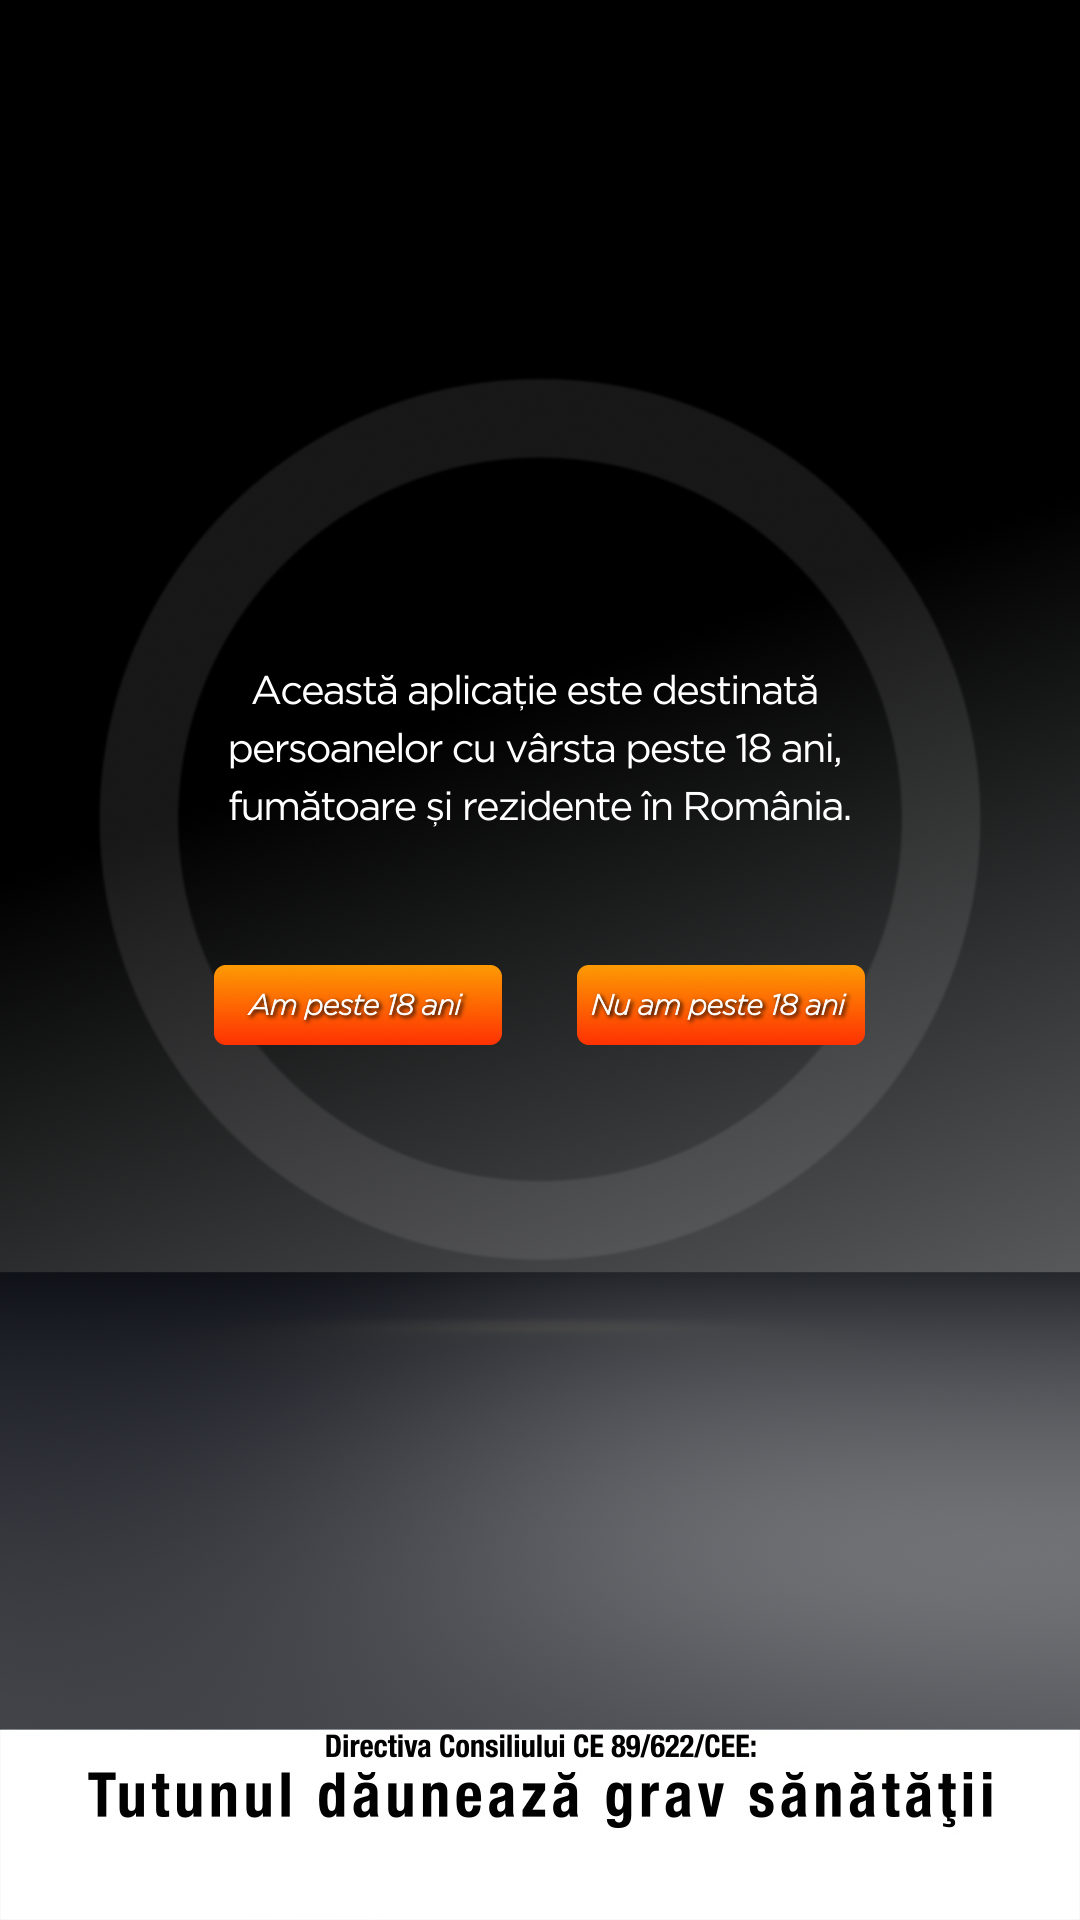 Această aplicație este destinată
persoanelor cu vârsta peste 18 ani,
fumătoare și rezidente în România.
Am peste 18 ani
Nu am peste 18 ani
Directiva Consiliului CE 89/622/CEE:
Tutunul dăunează grav sănătăţii